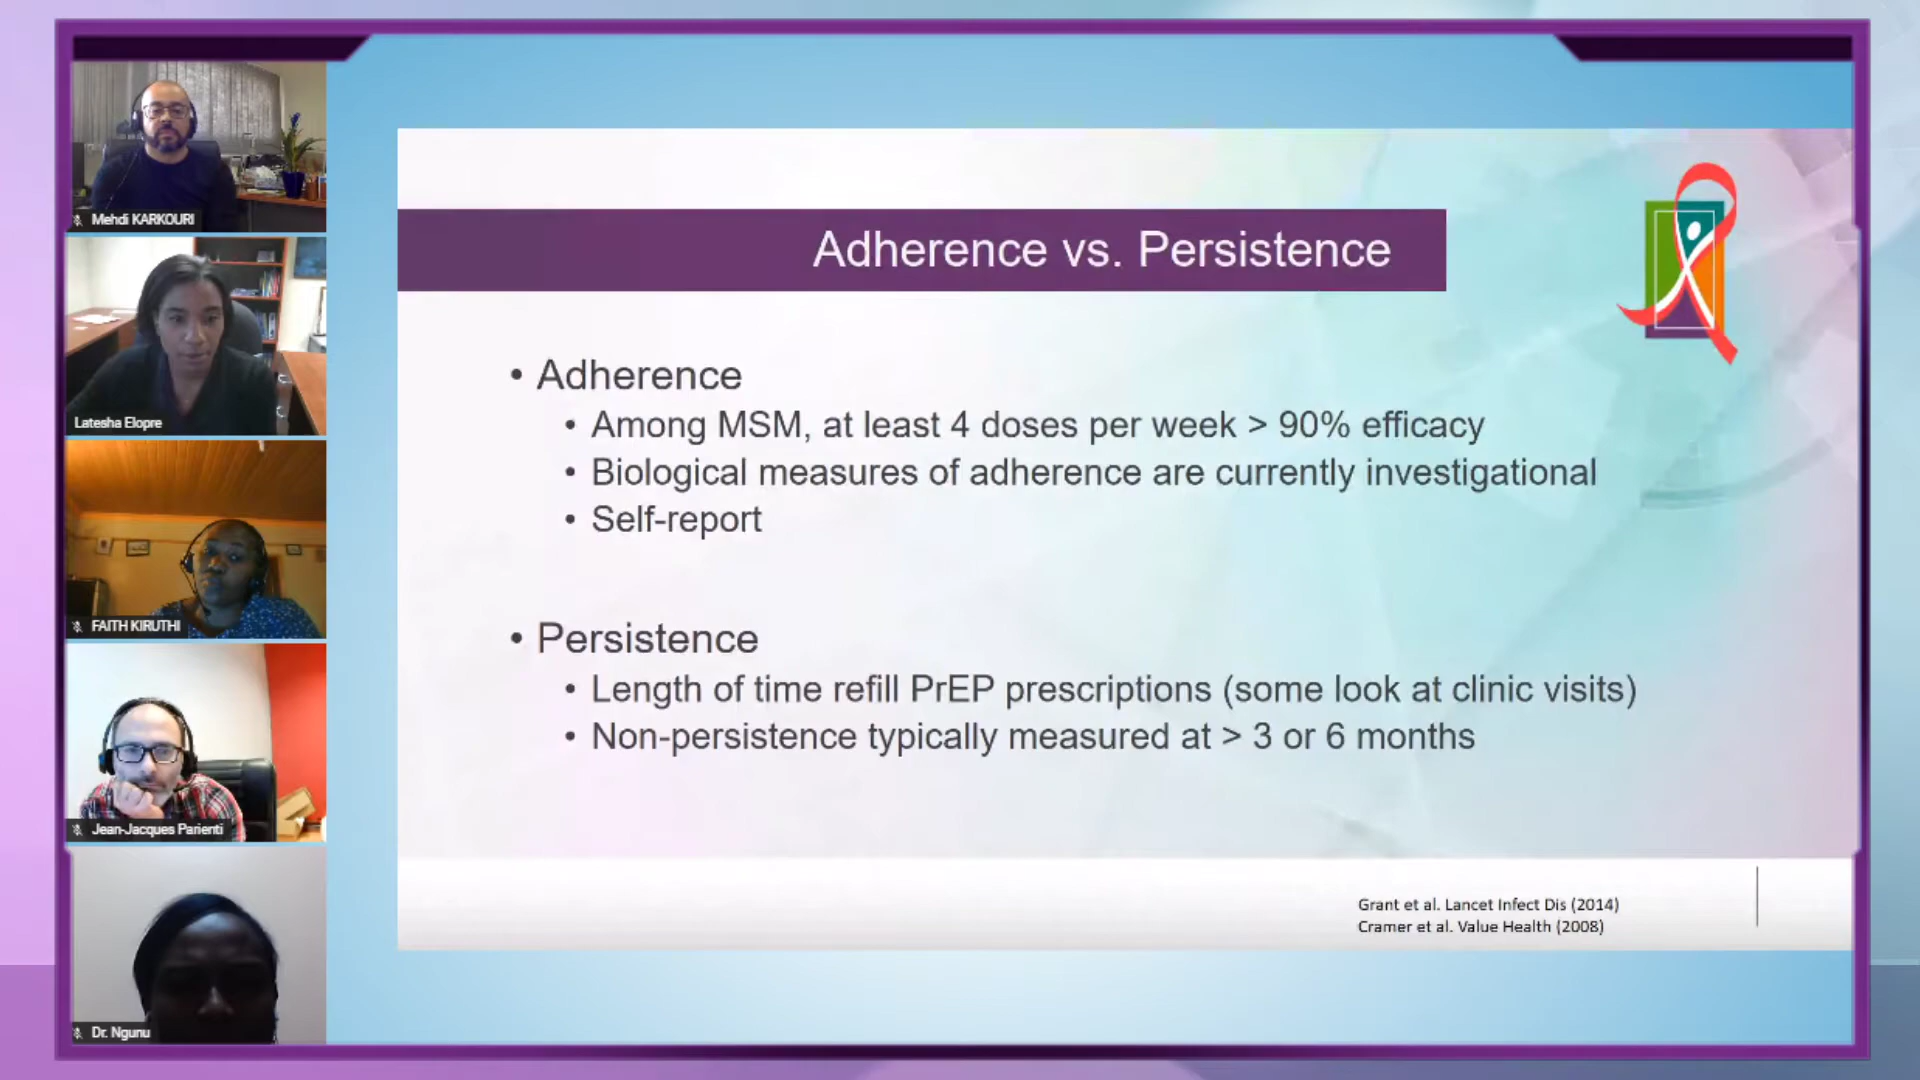 Mehdi KARKOURI
Latesha Elopre
FAITH KIRUTHI
Jean-Jacques Parienti
Dr. Ngunu
Adherence vs. Persistence
• Adherence
• Among MSM, at least 4 doses per week > 90% efficacy
• Biological measures of adherence are currently investigational
• Self-report
• Persistence
• Length of time refill PrEP prescriptions (some look at clinic visits)
• Non-persistence typically measured at > 3 or 6 months
Grant et al. Lancet Infect Dis (2014)
Cramer et al. Value Health (2008)